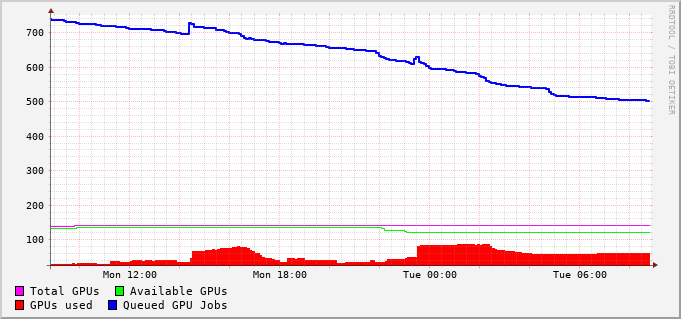 700
600
500
400
300
200
100
Mon 12:00 Mon 18:00 Tue 00:00 Tue 06:00
Total GPUs Available GPUs
GPUs used Queued GPU Jobs
RRDTOOL / TOBI OETIKER